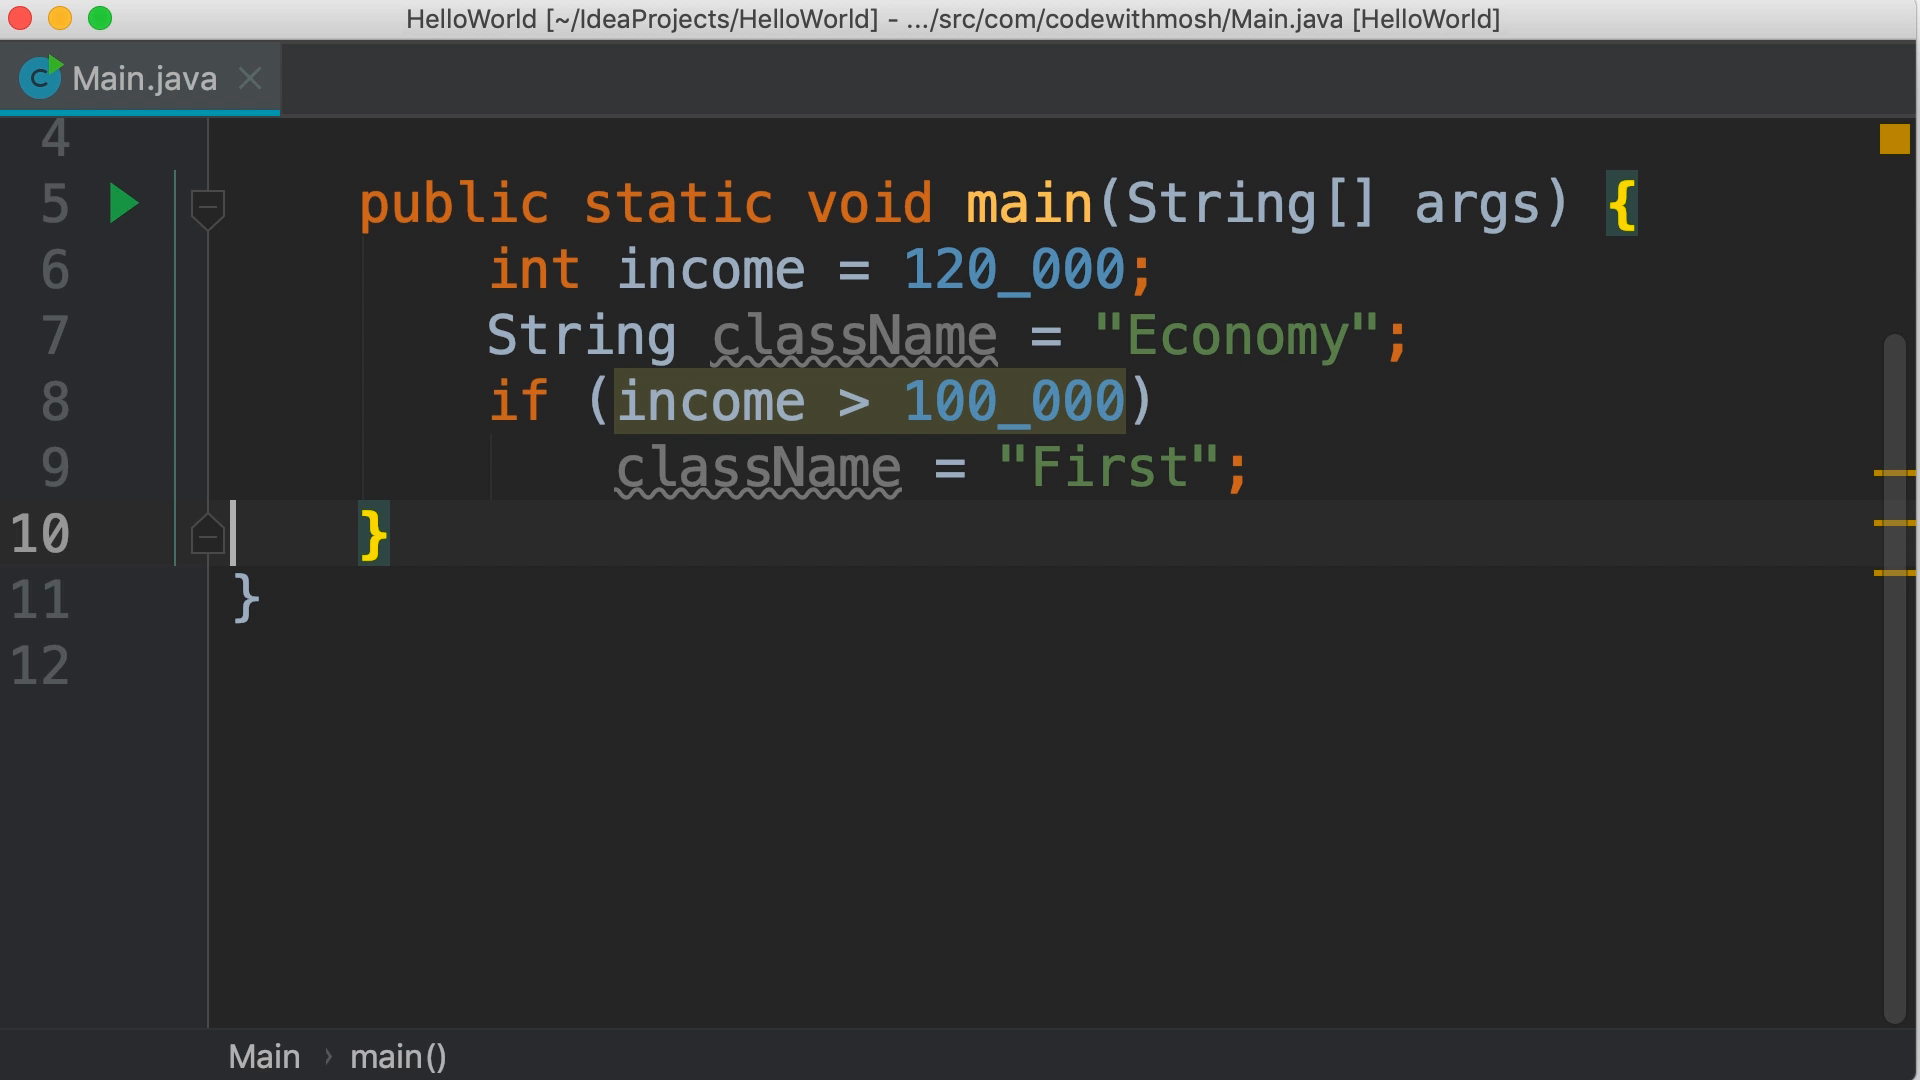 HelloWorld [~/IdeaProjects/HelloWorld] - .../src/com/codewithmosh/Main.java [HelloWorld]
C Main.java
4
5 public static void main(String[] args) {
6 int income = 120_000;
7 String className = "Economy";
8 if (income > 100_000)
9 className = "First";
10 }
11 }
12
Main › main()